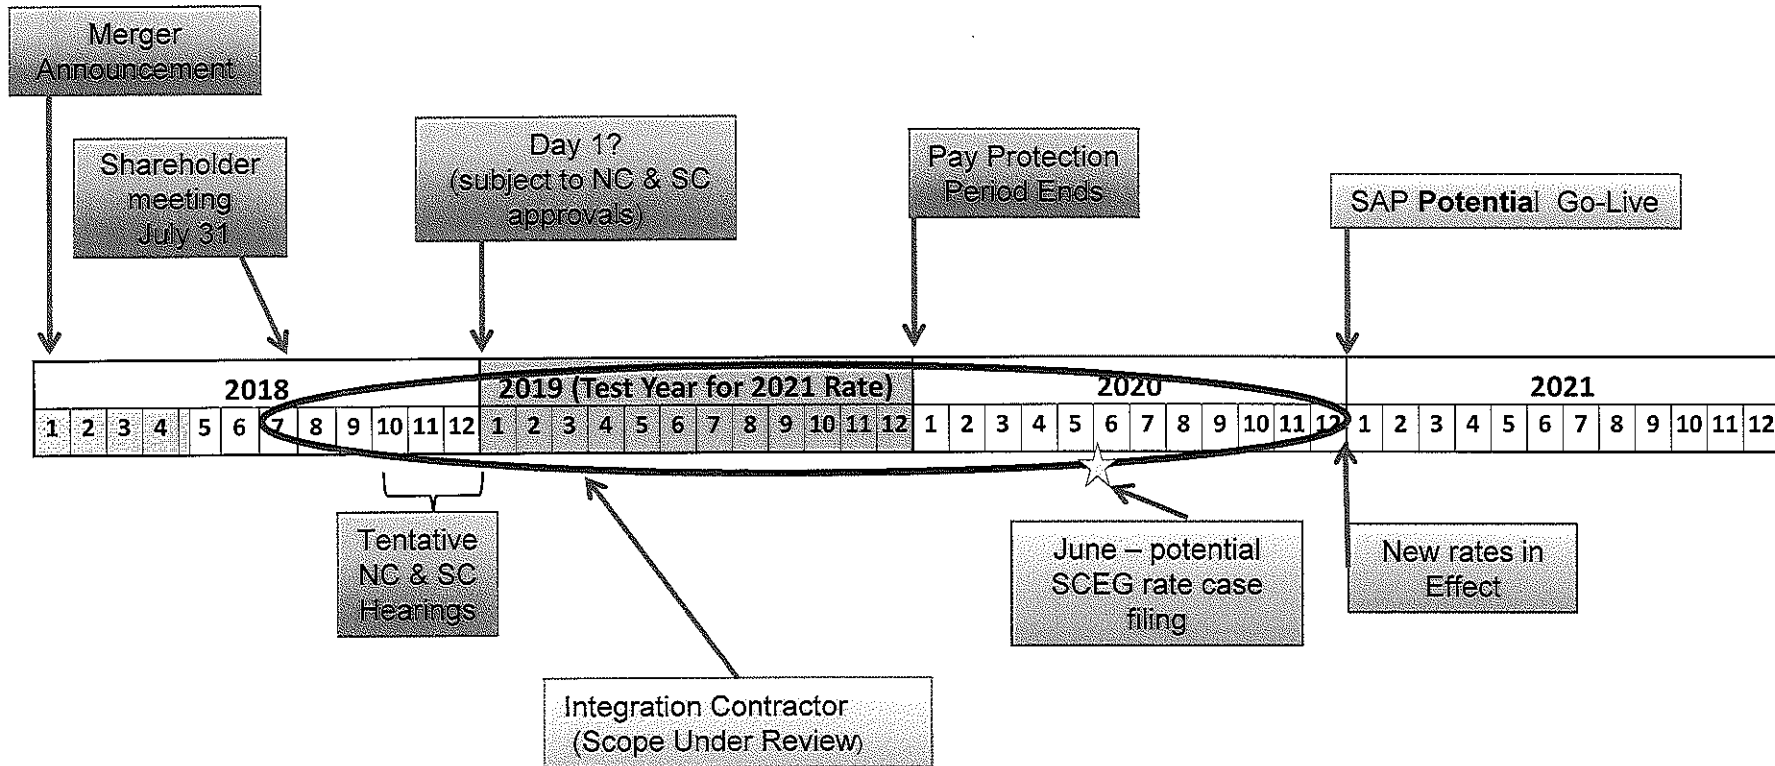 Merger
Announcement
Shareholder
meeting
July 31
Day 1?
(subject to NC & SC
approvals)
Pay Protection
Period Ends
SAP Potential Go-Live
2018 2019 (Test Year for 2021 Rate) 2020 2021
1 2 3 4 5 6 7 8 9 10 11 12 1 2 3 4 5 6 7 8 9 10 11 12 1 2 3 4 5 6 7 8 9 10 11 12 1 2 3 4 5 6 7 8 9 10 11 12
Tentative
NC & SC
Hearings
June – potential
SCEG rate case
filing
New rates in
Effect
Integration Contractor
(Scope Under Review)